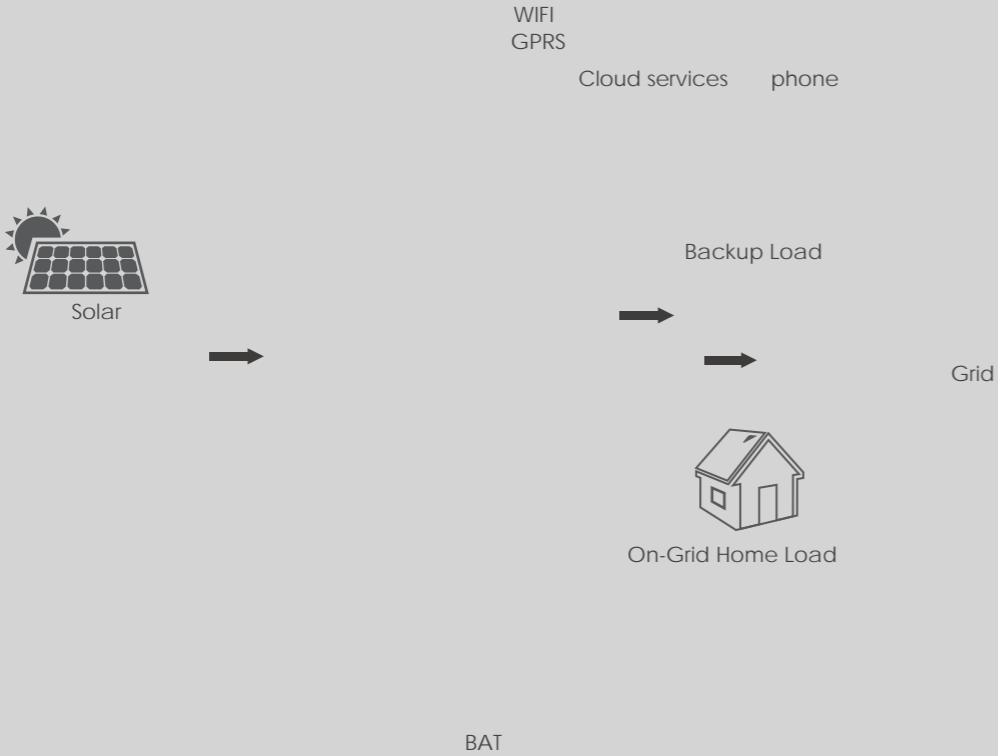 WIFI
GPRS
Cloud services phone
Backup Load
Solar
Grid
On-Grid Home Load
BAT